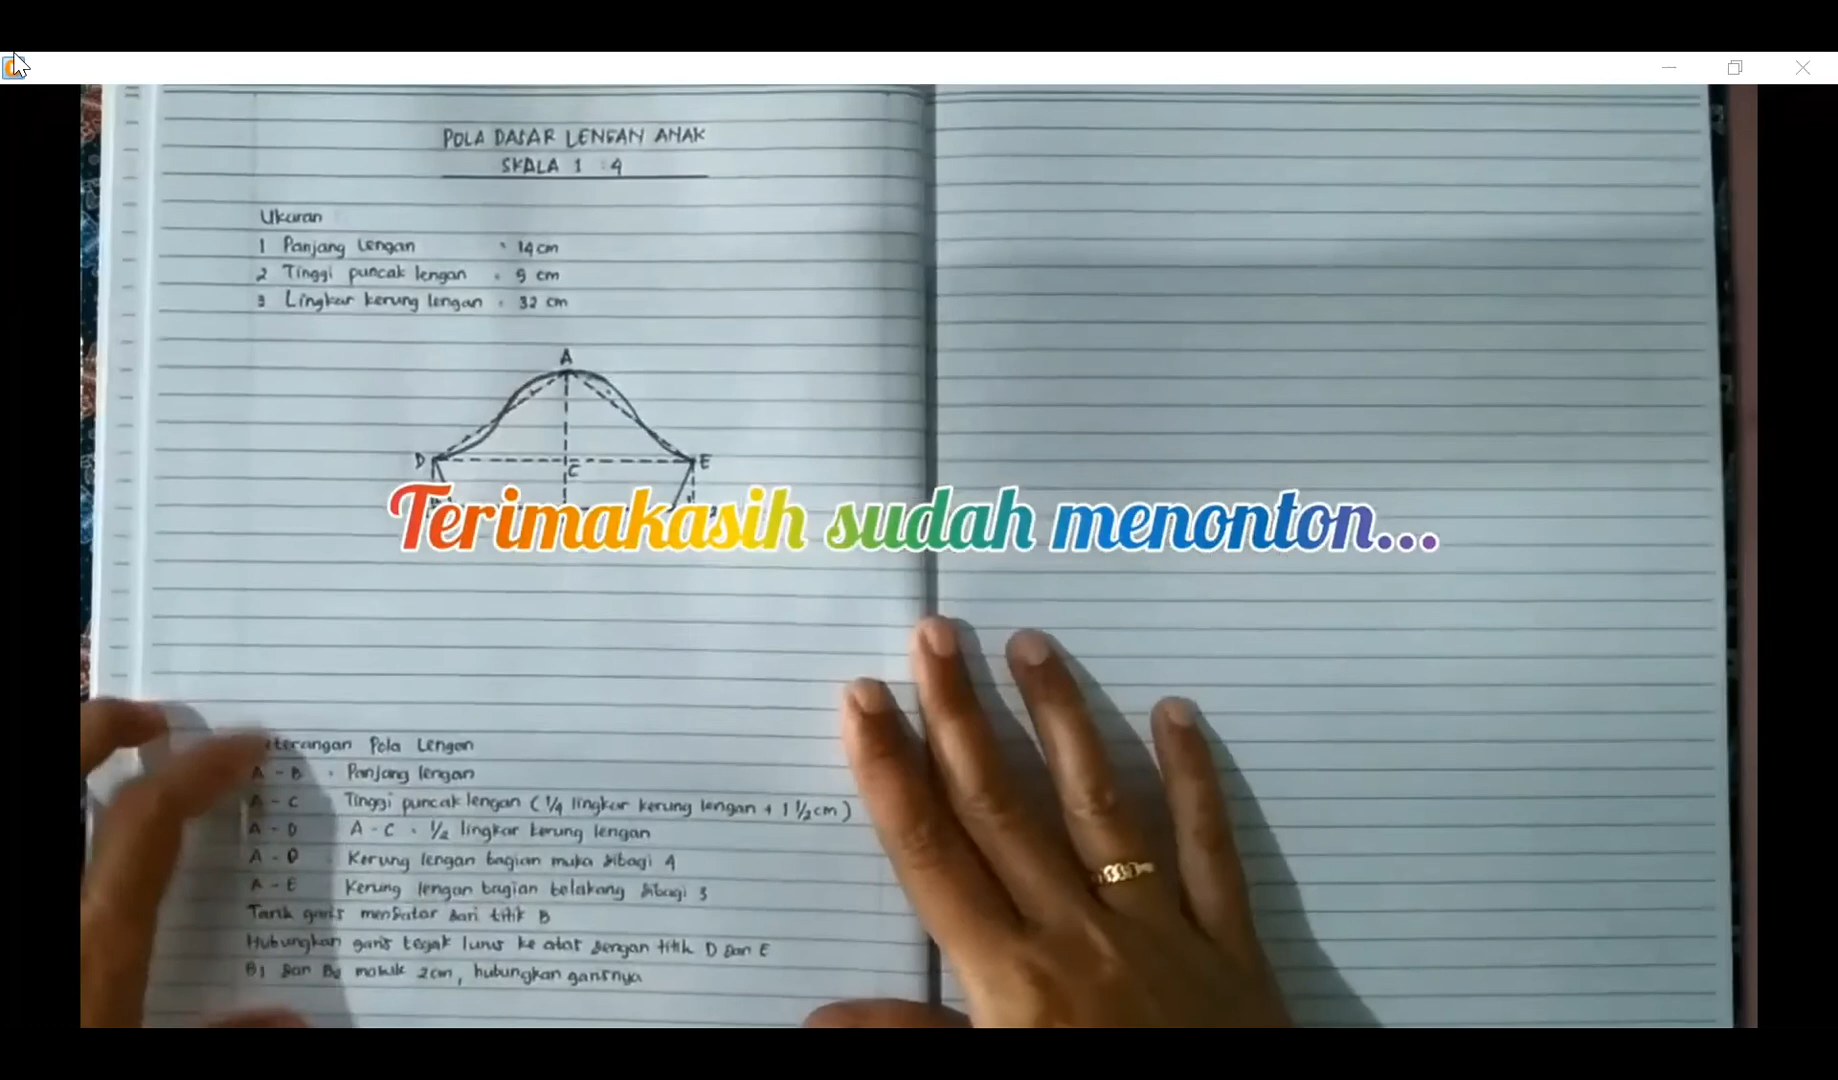 POLA DASAR LENGAN ANAK
SKALA 1 : 4
Ukuran
1 Panjang lengan : 14 cm
2 Tinggi puncak lengan : 9 cm
3 Lingkar kerung lengan : 32 cm
A
D
C
E
Terimakasih sudah menonton...
Pola Lengan
A - B : Panjang lengan
A - C Tinggi puncak lengan ( 1/4 lingkar kerung lengan + 1 1/2 cm )
A - D A - C : 1/2 lingkar kerung lengan
A - D : Kerung lengan bagian muka dibagi 4
A - E Kerung lengan bagian belakang dibagi 3
Tarik garis mendatar dari titik B
Hubungkan garis tegak lurus ke atas dengan titik D dan E
B1 dan B2 masuk 2cm, hubungkan garisnya